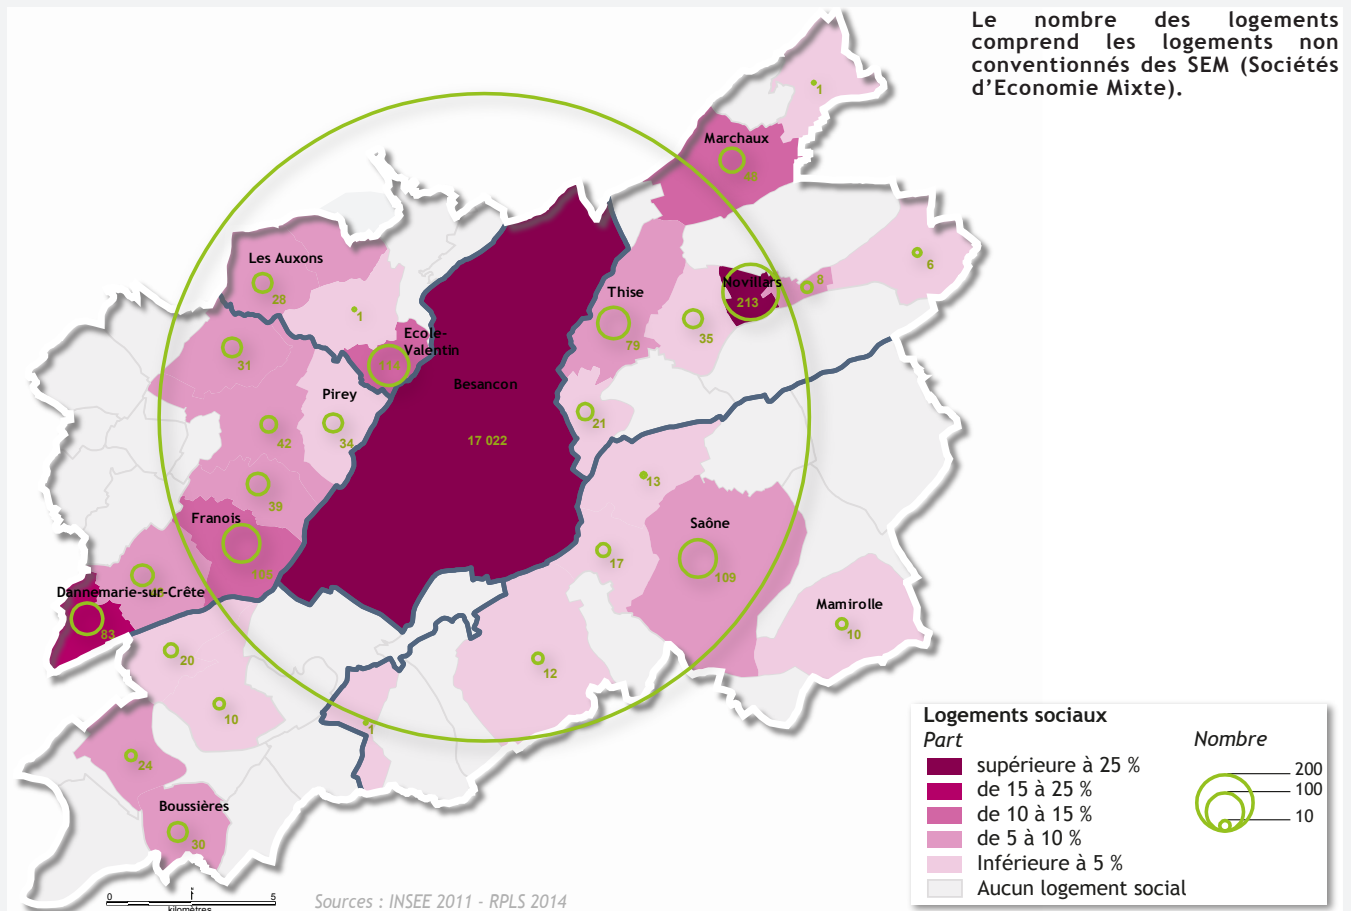 Le nombre des logements
comprend les logements non
conventionnés des SEM (Sociétés
d'Economie Mixte).
1
Marchaux
6
Les Auxons
28
Novillars
213
8
Thise
79
35
1
Ecole-
Valentin
31
Pirey
34
Besancon
17 022
42
21
39
13
Franois
Saône
109
17
Dannemarie-sur-Crête
83
Mamirolle
10
20
12
10
1
24
Boussières
30
Logements sociaux
Part
Nombre
supérieure à 25 %
de 15 à 25 %
de 10 à 15 %
de 5 à 10 %
Inférieure à 5 %
Aucun logement social
200
100
10
0
5
kilomètres
Sources : INSEE 2011 - RPLS 2014